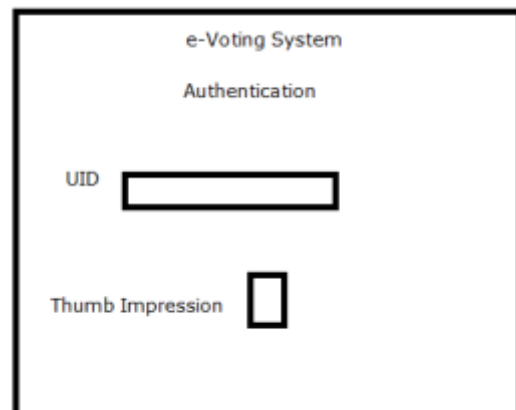 e-Voting System
Authentication
UID
Thumb Impression